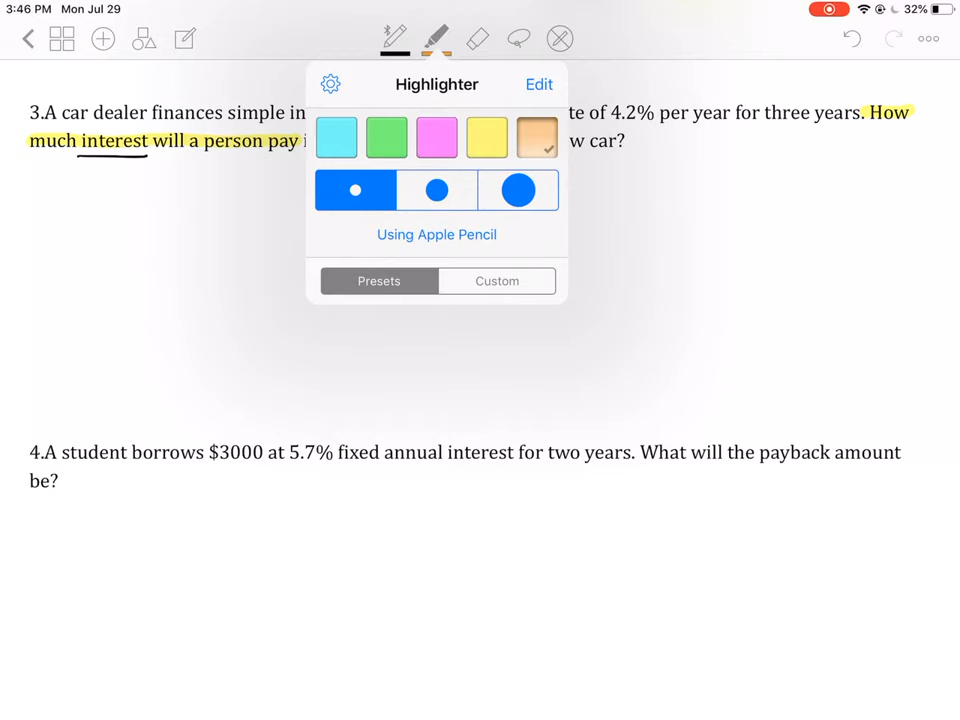 3:46 PM Mon Jul 29
32%
Highlighter
Edit
3.A car dealer finances simple in
te of 4.2% per year for three years. How
much interest will a person pay
w car?
Using Apple Pencil
Presets
Custom
4.A student borrows $3000 at 5.7% fixed annual interest for two years. What will the payback amount
be?